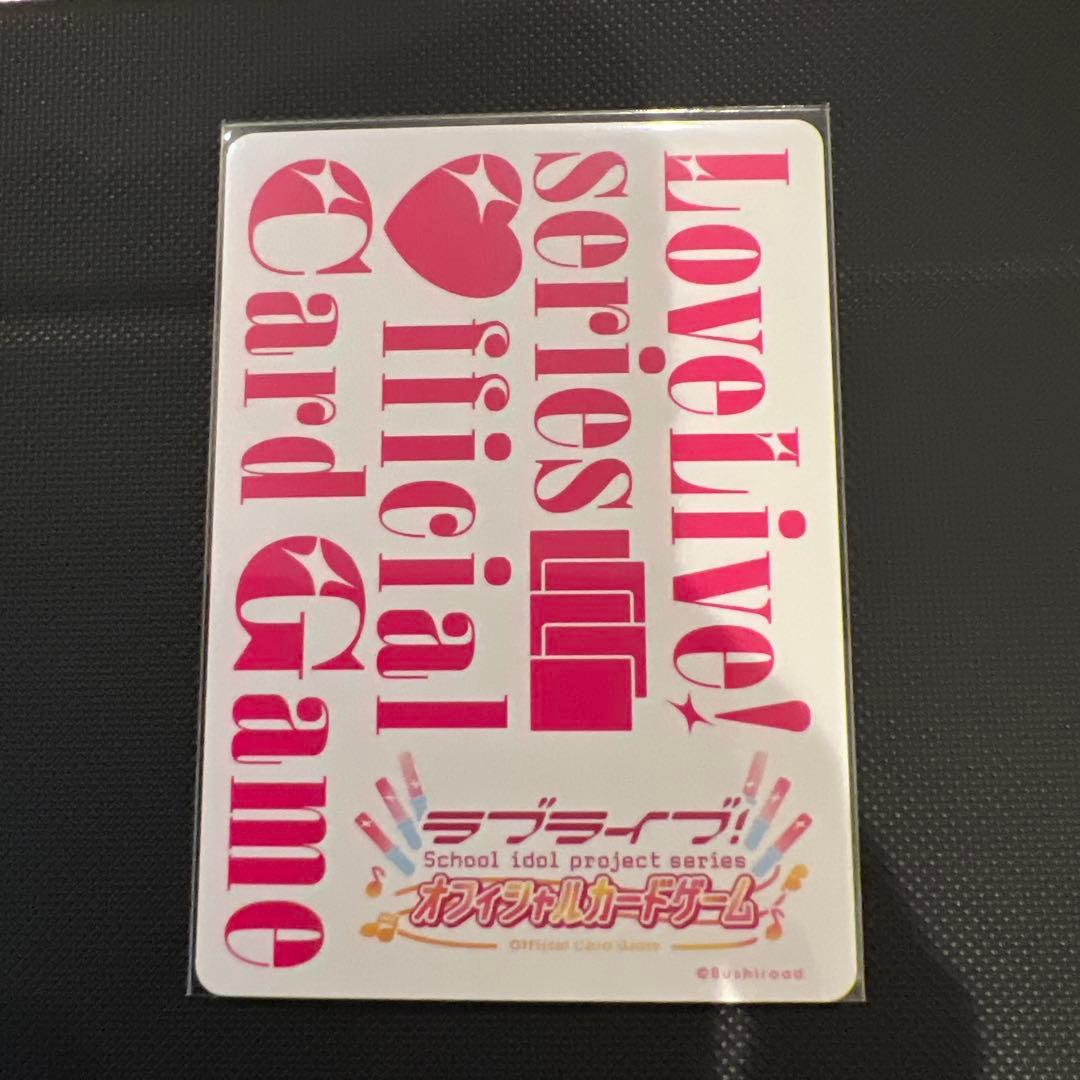 LoveLive!
series
Official
Card Game
ラブライブ!
School idol project series
オフィシャルカードゲーム
Official Card Game
©Bushiroad